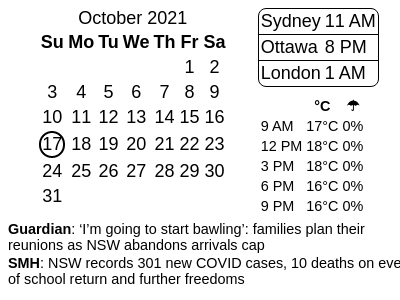 October 2021
Su Mo Tu We Th Fr Sa
1 2
3 4 5 6 7 8 9
10 11 12 13 14 15 16
17 18 19 20 21 22 23
24 25 26 27 28 29 30
31
Sydney 11 AM
Ottawa 8 PM
London 1 AM
°C ☂
9 AM 17°C 0%
12 PM 18°C 0%
3 PM 18°C 0%
6 PM 16°C 0%
9 PM 16°C 0%
Guardian: ‘I’m going to start bawling’: families plan their
reunions as NSW abandons arrivals cap
SMH: NSW records 301 new COVID cases, 10 deaths on eve
of school return and further freedoms